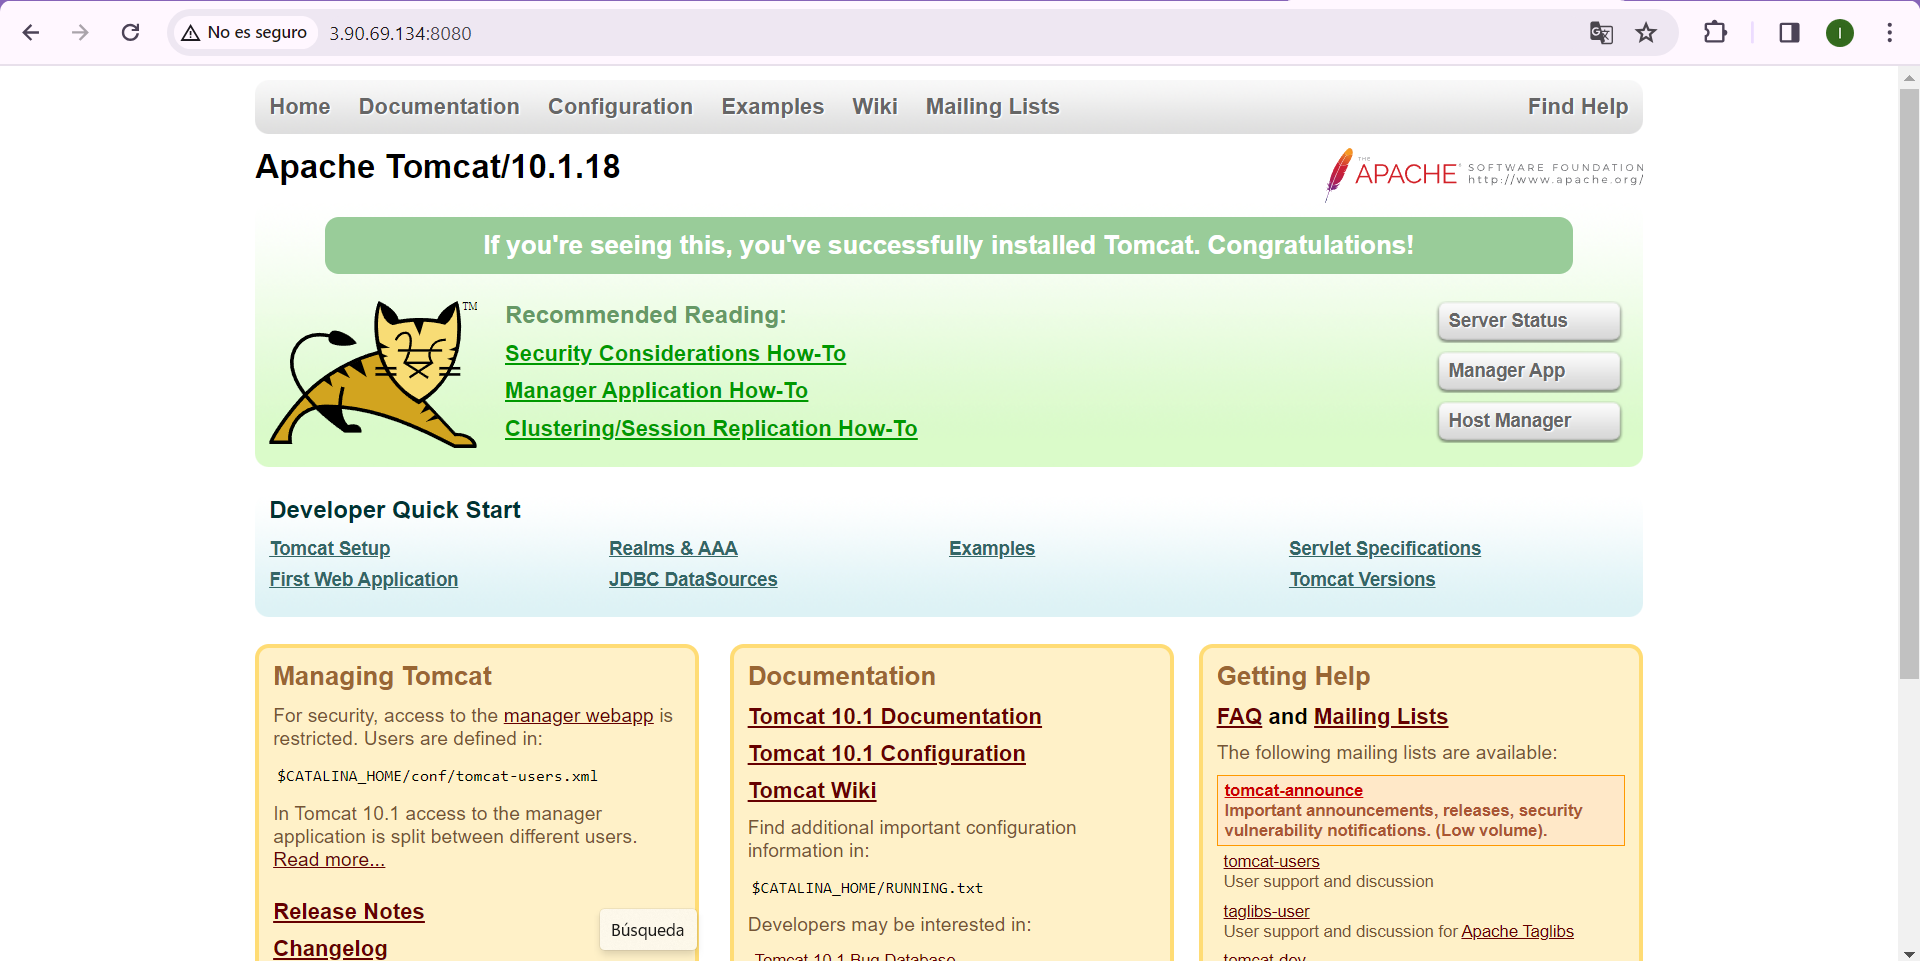 No es seguro 3.90.69.134:8080
I
Home Documentation Configuration Examples Wiki Mailing Lists Find Help
Apache Tomcat/10.1.18
THE APACHE® SOFTWARE FOUNDATION
http://www.apache.org/
If you're seeing this, you've successfully installed Tomcat. Congratulations!
TM
Recommended Reading:
Security Considerations How-To
Manager Application How-To
Clustering/Session Replication How-To
Server Status
Manager App
Host Manager
Developer Quick Start
Tomcat Setup
First Web Application
Realms & AAA
JDBC DataSources
Examples
Servlet Specifications
Tomcat Versions
Managing Tomcat
For security, access to the manager webapp is
restricted. Users are defined in:
$CATALINA_HOME/conf/tomcat-users.xml
In Tomcat 10.1 access to the manager
application is split between different users.
Read more...
Release Notes
Changelog
Búsqueda
Documentation
Tomcat 10.1 Documentation
Tomcat 10.1 Configuration
Tomcat Wiki
Find additional important configuration
information in:
$CATALINA_HOME/RUNNING.txt
Developers may be interested in:
Tomcat 10.1 Bug Database
Getting Help
FAQ and Mailing Lists
The following mailing lists are available:
tomcat-announce
Important announcements, releases, security
vulnerability notifications. (Low volume).
tomcat-users
User support and discussion
taglibs-user
User support and discussion for Apache Taglibs
tomcat-dev